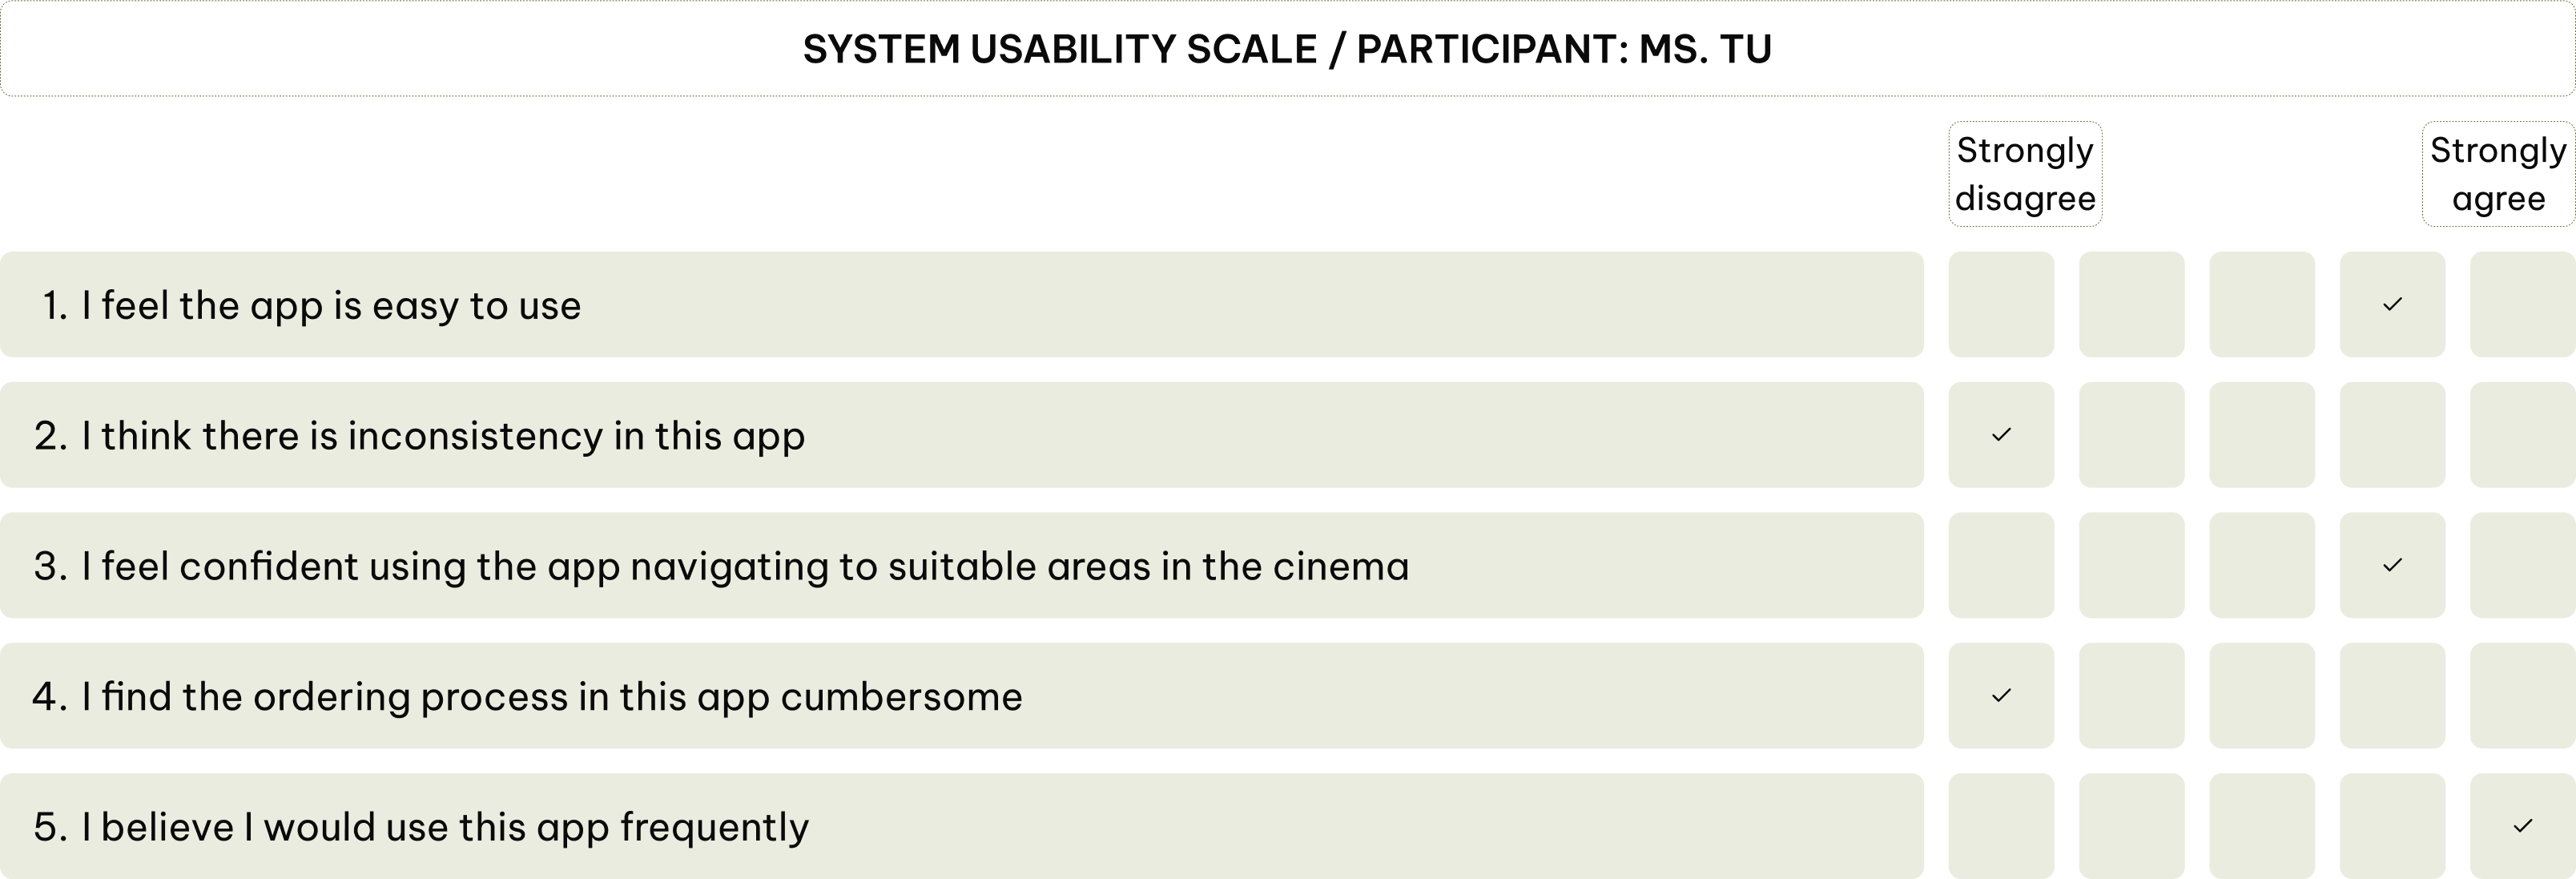 SYSTEM USABILITY SCALE / PARTICIPANT: MS. TU
Strongly
disagree
Strongly
agree
1. I feel the app is easy to use
2. I think there is inconsistency in this app
3. I feel confident using the app navigating to suitable areas in the cinema
4. I find the ordering process in this app cumbersome
5. I believe I would use this app frequently